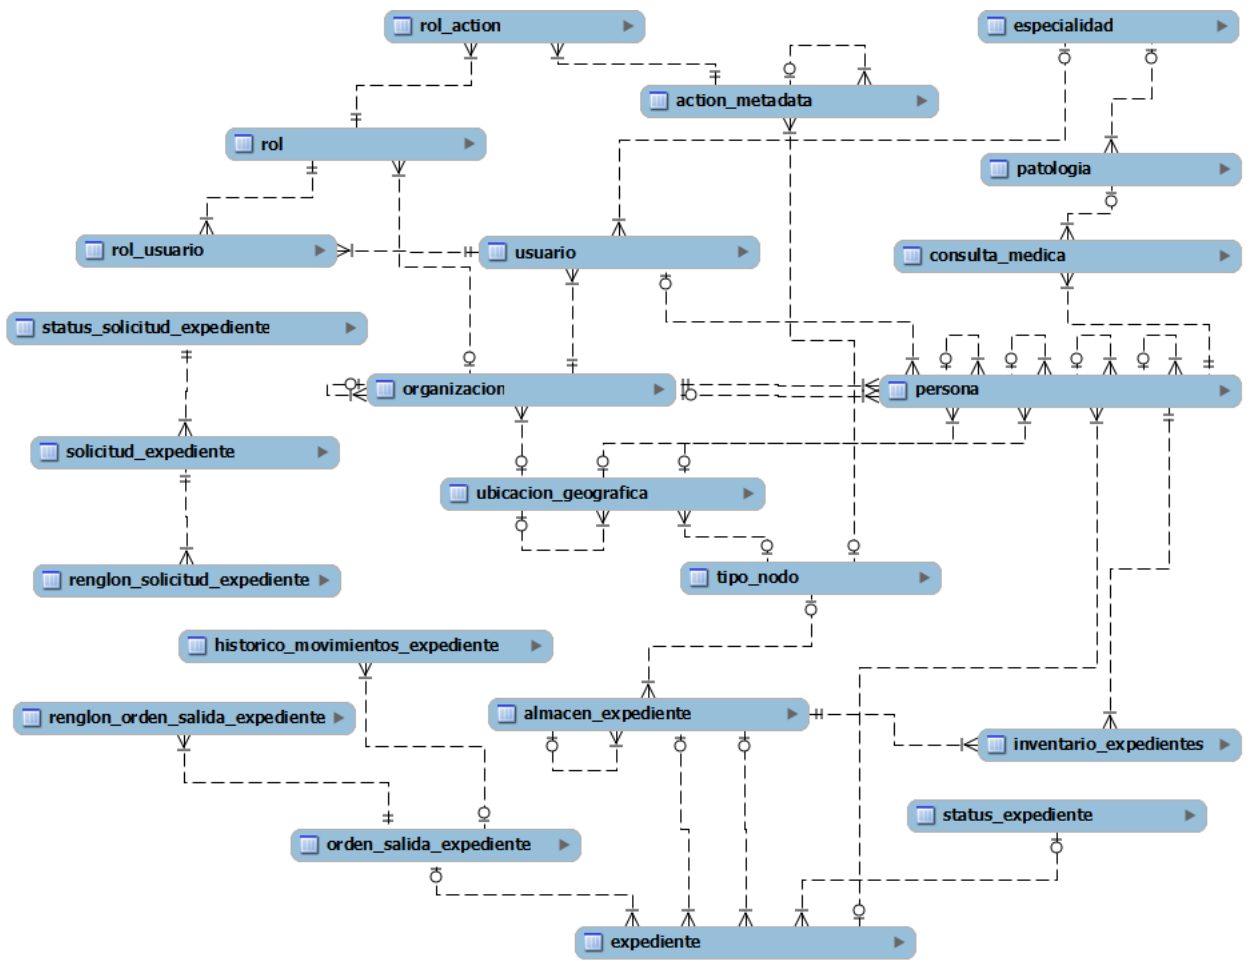 rol_action
especialidad
action_metadata
rol
patologia
rol_usuario
usuario
consulta_medica
status_solicitud_expediente
organizacion
persona
solicitud_expediente
ubicacion_geografica
renglon_solicitud_expediente
tipo_nodo
historico_movimientos_expediente
renglon_orden_salida_expediente
almacen_expediente
inventario_expedientes
status_expediente
orden_salida_expediente
expediente